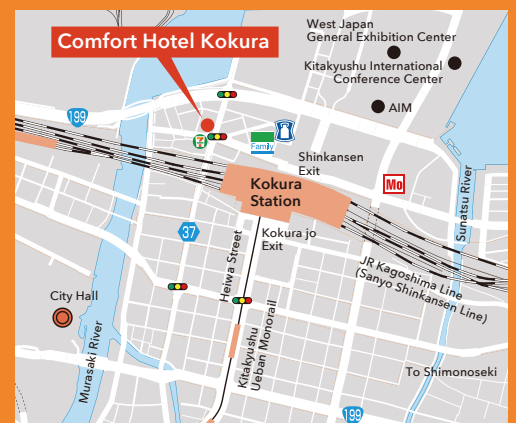 West Japan
General Exhibition Center
Comfort Hotel Kokura
Kitakyushu International
Conference Center
AIM
199
7
Family
Shinkansen
Exit
Mo
Kokura
Station
Sunatsu River
37
Heiwa Street
Kokura jo
Exit
JR Kagoshima Line
(Sanyo Shinkansen Line)
City Hall
Murasaki River
Kitakyushu
Ueban Monorail
To Shimonoseki
199